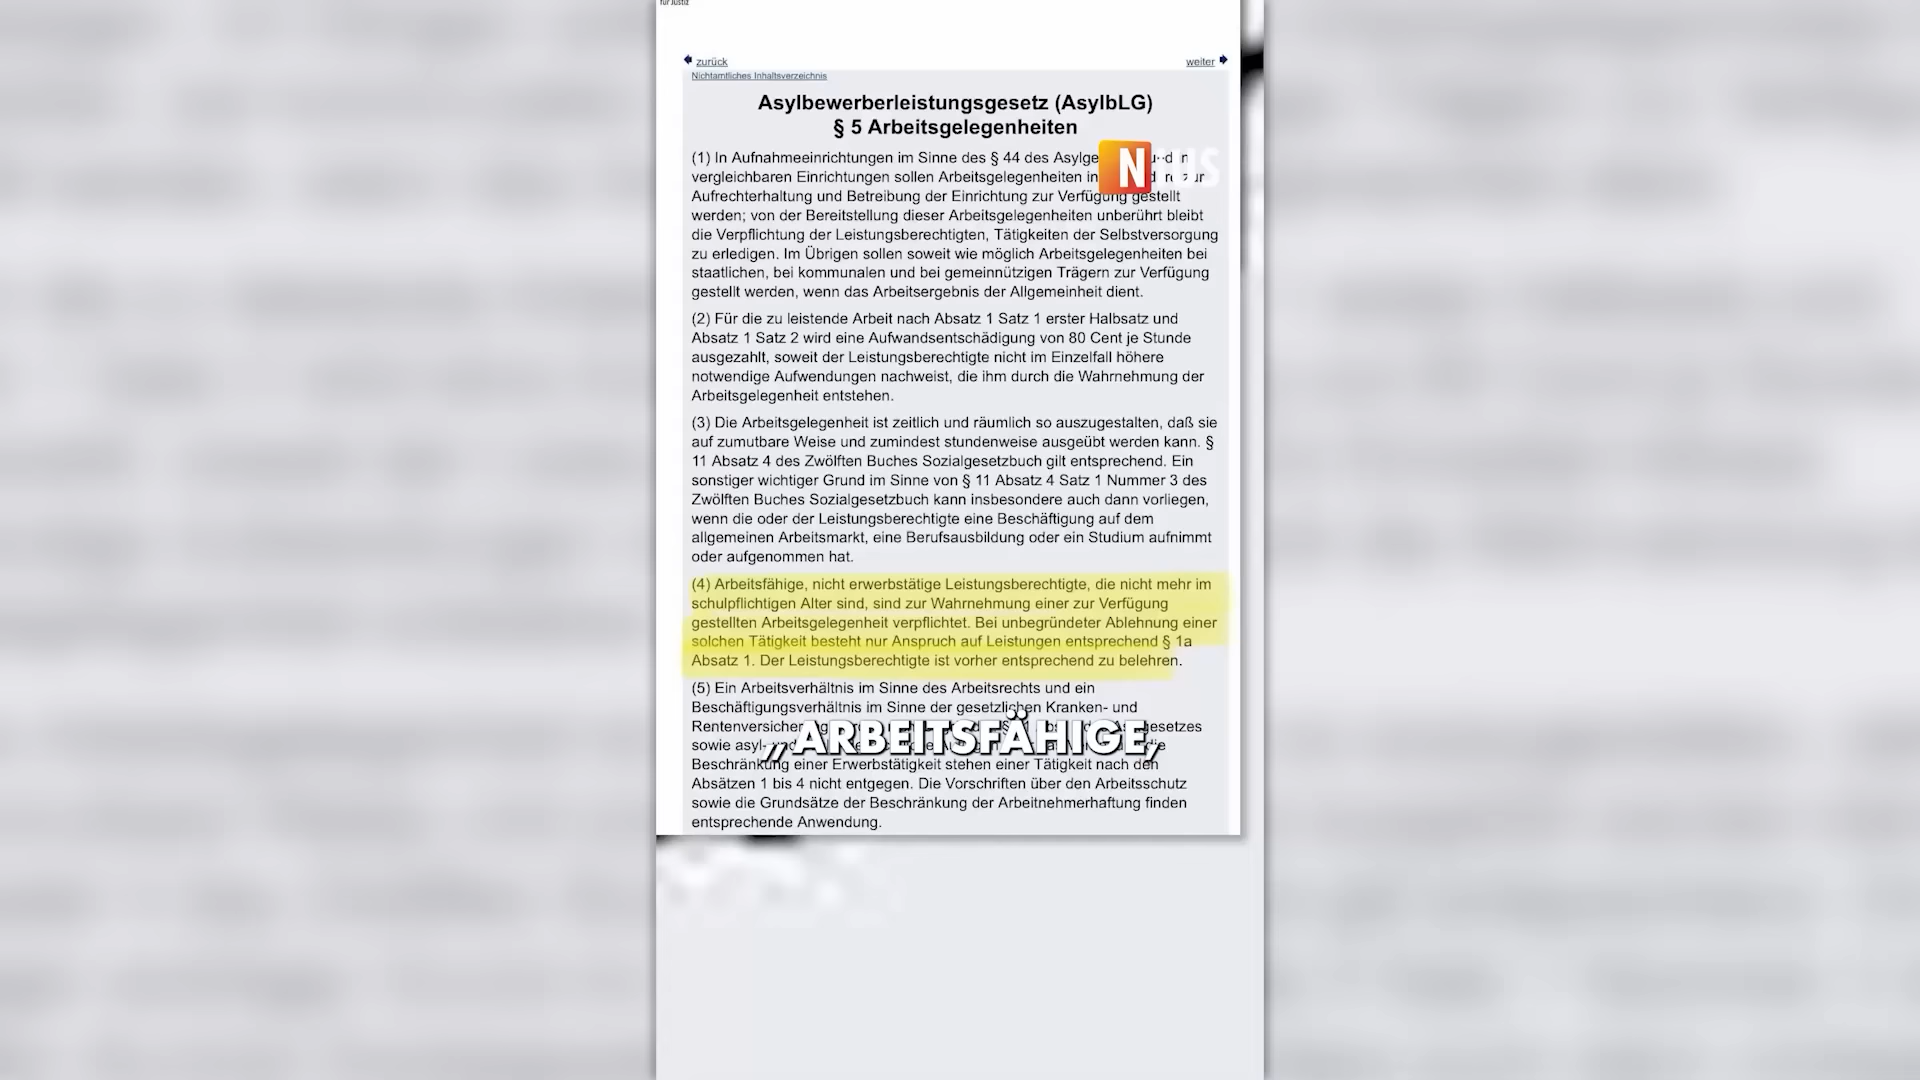 für Justiz
zurück
weiter
Nichtamtliches Inhaltsverzeichnis
Asylbewerberleistungsgesetz (AsylbLG)
§ 5 Arbeitsgelegenheiten
(1) In Aufnahmeeinrichtungen im Sinne des § 44 des
vergleichbaren Einrichtungen sollen Arbeitsgelegenheiten
Aufrechterhaltung und Betreibung der Einrichtung zur Verfügung gestellt
werden; von der Bereitstellung dieser Arbeitsgelegenheiten unberührt bleibt
die Verpflichtung der Leistungsberechtigten, Tätigkeiten der Selbstversorgung
zu erledigen. Im Übrigen sollen soweit wie möglich Arbeitsgelegenheiten bei
staatlichen, bei kommunalen und bei gemeinnützigen Trägern zur Verfügung
gestellt werden, wenn das Arbeitsergebnis der Allgemeinheit dient.
(2) Für die zu leistende Arbeit nach Absatz 1 Satz 1 erster Halbsatz und
Absatz 1 Satz 2 wird eine Aufwandsentschädigung von 80 Cent je Stunde
ausgezahlt, soweit der Leistungsberechtigte nicht im Einzelfall höhere
notwendige Aufwendungen nachweist, die ihm durch die Wahrnehmung der
Arbeitsgelegenheit entstehen.
(3) Die Arbeitsgelegenheit ist zeitlich und räumlich so auszugestalten, daß sie
auf zumutbare Weise und zumindest stundenweise ausgeübt werden kann. §
11 Absatz 4 des Zwölften Buches Sozialgesetzbuch gilt entsprechend. Ein
sonstiger wichtiger Grund im Sinne von § 11 Absatz 4 Satz 1 Nummer 3 des
Zwölften Buches Sozialgesetzbuch kann insbesondere auch dann vorliegen,
wenn die oder der Leistungsberechtigte eine Beschäftigung auf dem
allgemeinen Arbeitsmarkt, eine Berufsausbildung oder ein Studium aufnimmt
oder aufgenommen hat.
(4) Arbeitsfähige, nicht erwerbstätige Leistungsberechtigte, die nicht mehr im
schulpflichtigen Alter sind, sind zur Wahrnehmung einer zur Verfügung
gestellten Arbeitsgelegenheit verpflichtet. Bei unbegründeter Ablehnung einer
solchen Tätigkeit besteht nur Anspruch auf Leistungen entsprechend § 1a
Absatz 1. Der Leistungsberechtigte ist vorher entsprechend zu belehren.
(5) Ein Arbeitsverhältnis im Sinne des Arbeitsrechts und ein
Beschäftigungsverhältnis im Sinne der gesetzlichen Kranken- und
„ARBEITSFÄHIGE,
sowie
Beschränkung einer Erwerbstätigkeit stehen einer Tätigkeit nach den
Absätzen 1 bis 4 nicht entgegen. Die Vorschriften über den Arbeitsschutz
sowie die Grundsätze der Beschränkung der Arbeitnehmerhaftung finden
entsprechende Anwendung.